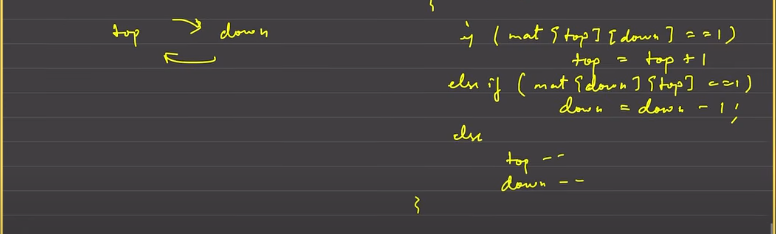 top down
{
if ( mat [top] [down] == 1)
top = top + 1
else if ( mat [down] [top] == 1)
down = down - 1;
else
top --
down --
}